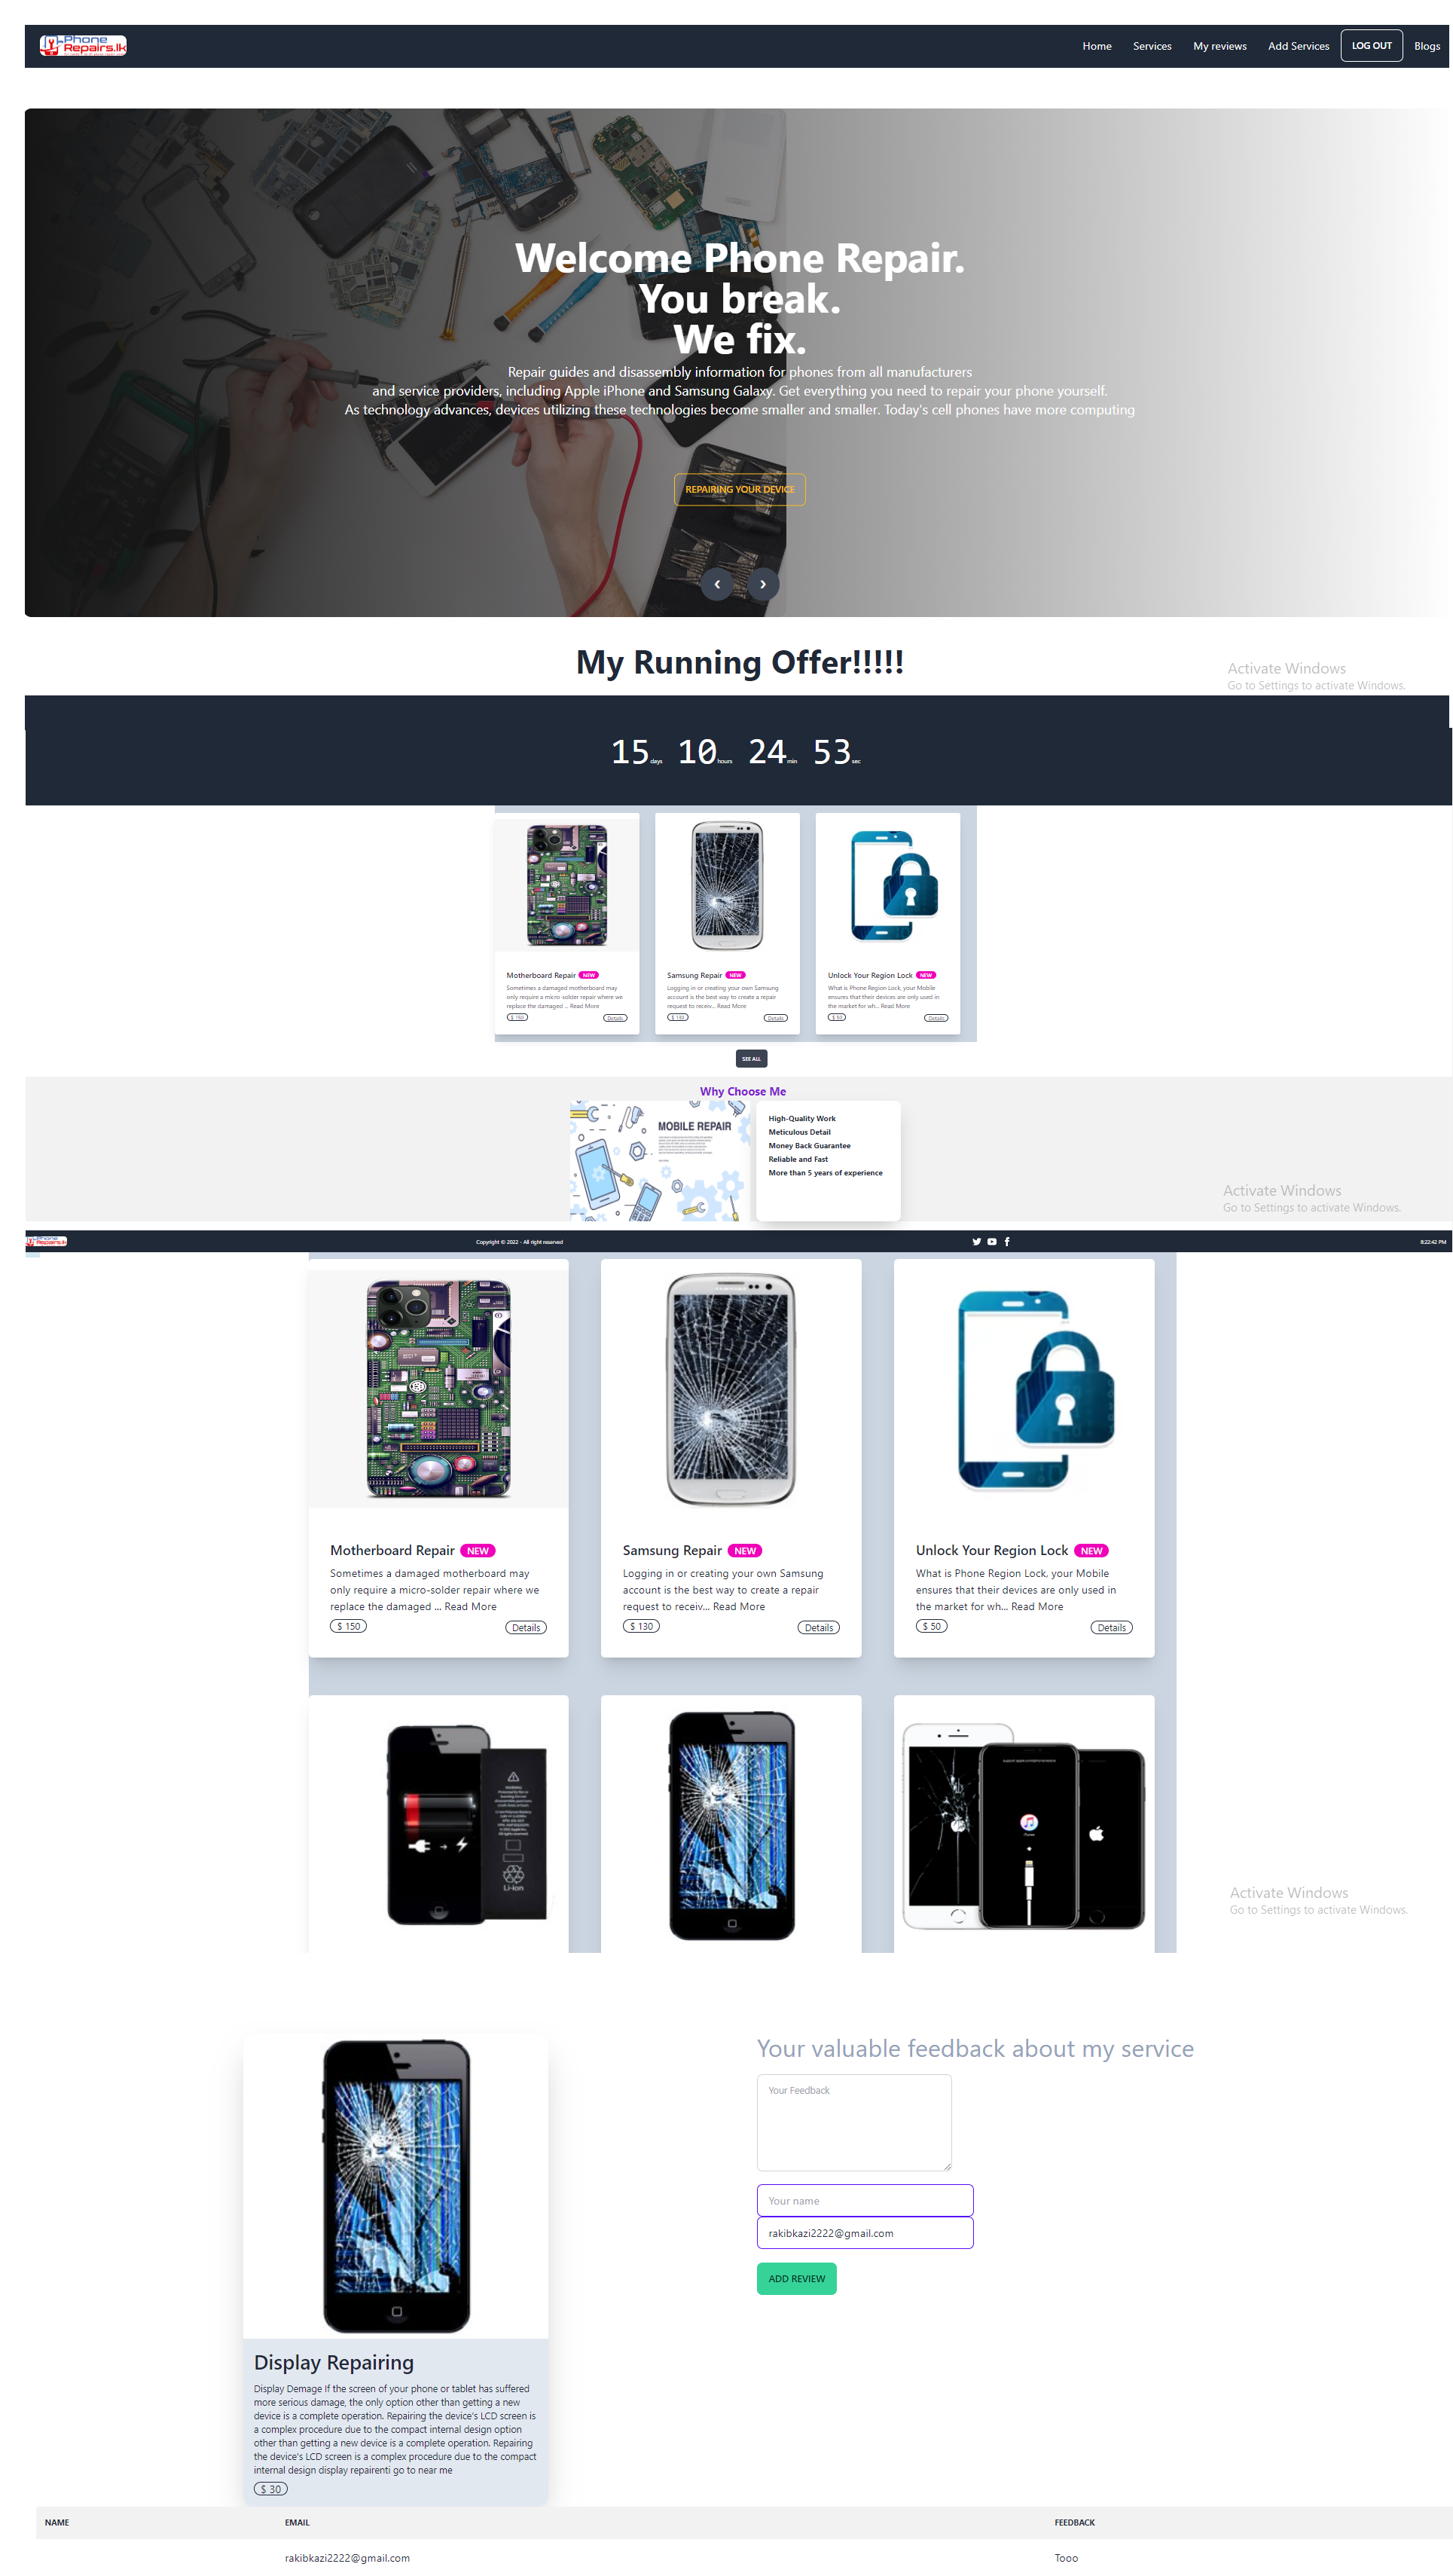 Phone
Repairs.lk
Home
Services
My reviews
Add Services
LOG OUT
Blogs
Welcome Phone Repair.
You break.
We fix.
Repair guides and disassembly information for phones from all manufacturers
and service providers, including Apple iPhone and Samsung Galaxy. Get everything you need to repair your phone yourself.
As technology advances, devices utilizing these technologies become smaller and smaller. Today's cell phones have more computing
REPAIRING YOUR DEVICE
My Running Offer!!!!!
Activate Windows
Go to Settings to activate Windows.
15 days 10 hours 24 min 53 sec
Motherboard Repair NEW
Sometimes a damaged motherboard may
only require a micro-solder repair where we
replace the damaged ... Read More
$ 150
Details
Samsung Repair NEW
Logging in or creating your own Samsung
account is the best way to create a repair
request to receiv... Read More
$ 130
Details
Unlock Your Region Lock NEW
What is Phone Region Lock, your Mobile
ensures that their devices are only used in
the market for wh... Read More
$ 50
Details
SEE ALL
Why Choose Me
MOBILE REPAIR
High-Quality Work
Meticulous Detail
Money Back Guarantee
Reliable and Fast
More than 5 years of experience
Activate Windows
Go to Settings to activate Windows.
Phone
Repairs.lk
Copyright © 2022 - All right reserved
8:22:42 PM
Motherboard Repair NEW
Sometimes a damaged motherboard may
only require a micro-solder repair where we
replace the damaged ... Read More
$ 150
Details
Samsung Repair NEW
Logging in or creating your own Samsung
account is the best way to create a repair
request to receiv... Read More
$ 130
Details
Unlock Your Region Lock NEW
What is Phone Region Lock, your Mobile
ensures that their devices are only used in
the market for wh... Read More
$ 50
Details
Li-ion
iTunes
Activate Windows
Go to Settings to activate Windows.
Your valuable feedback about my service
Your Feedback
Your name
rakibkazi2222@gmail.com
ADD REVIEW
Display Repairing
Display Demage If the screen of your phone or tablet has suffered
more serious damage, the only option other than getting a new
device is a complete operation. Repairing the device's LCD screen is
a complex procedure due to the compact internal design option
other than getting a new device is a complete operation. Repairing
the device's LCD screen is a complex procedure due to the compact
internal design display repairenti go to near me
$ 30
NAME
EMAIL
FEEDBACK
rakibkazi2222@gmail.com
Tooo